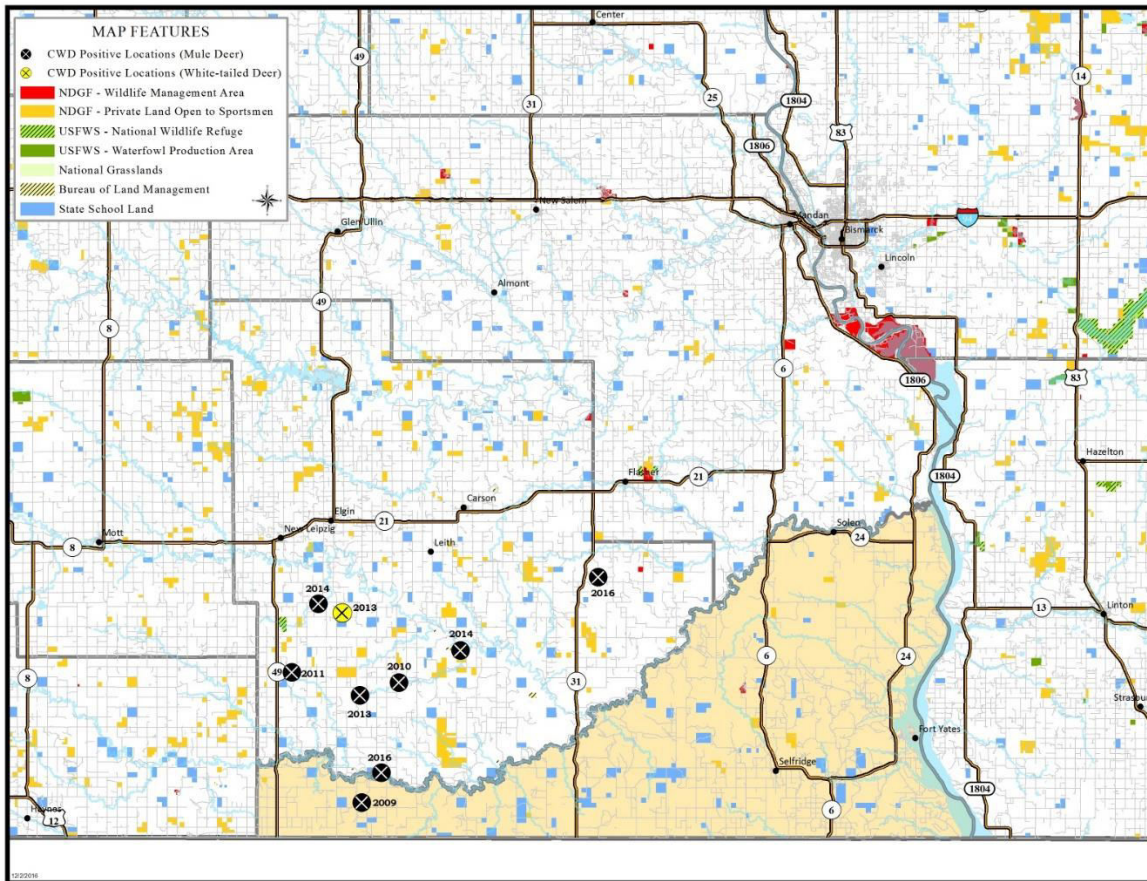 MAP FEATURES
CWD Positive Locations (Mule Deer)
CWD Positive Locations (White-tailed Deer)
NDGF - Wildlife Management Area
NDGF - Private Land Open to Sportsmen
USFWS - National Wildlife Refuge
USFWS - Waterfowl Production Area
National Grasslands
Bureau of Land Management
State School Land
Center
49
31
25
1804
83
14
1806
New Salem
Glen Ullin
Mandan
Bismarck
Lincoln
Almont
49
8
6
1806
83
Hazelton
Flasher
21
1804
Carson
Elgin
21
New Leipzig
Mott
8
Leith
Solen
24
2016
2014
2013
13
Linton
2014
6
24
49
2011
2010
8
31
2013
Strasbu
Fort Yates
2016
Selfridge
1804
2009
6
Haynes
12
12/2/2016